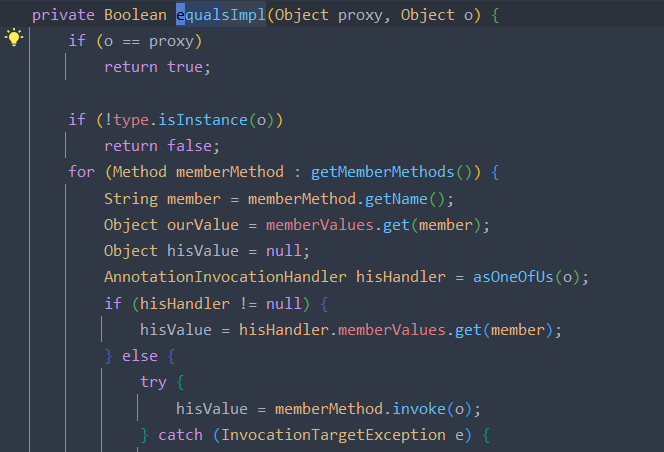 private Boolean equalsImpl(Object proxy, Object o) {
    if (o == proxy)
        return true;
    if (!type.isInstance(o))
        return false;
    for (Method memberMethod : getMemberMethods()) {
        String member = memberMethod.getName();
        Object ourValue = memberValues.get(member);
        Object hisValue = null;
        AnnotationInvocationHandler hisHandler = asOneOfUs(o);
        if (hisHandler != null) {
            hisValue = hisHandler.memberValues.get(member);
        } else {
            try {
                hisValue = memberMethod.invoke(o);
            } catch (InvocationTargetException e) {